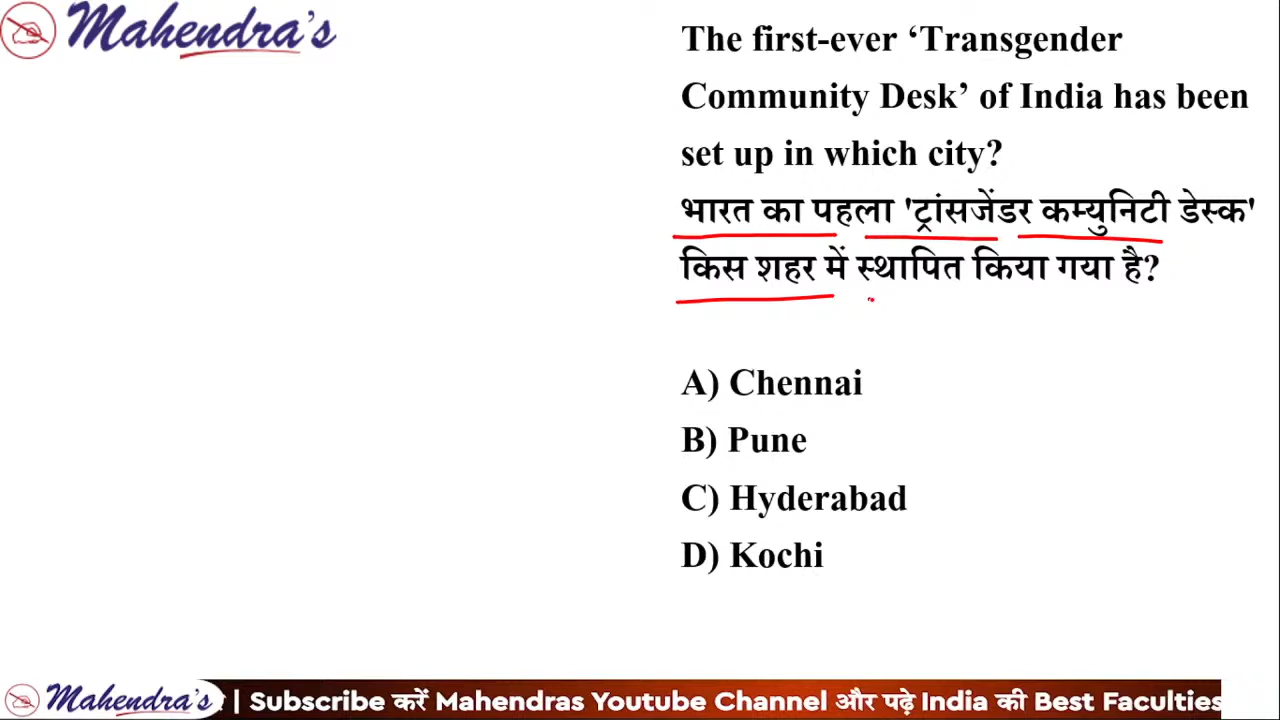 Mahendra's
The first-ever ‘Transgender
Community Desk’ of India has been
set up in which city?
भारत का पहला 'ट्रांसजेंडर कम्युनिटी डेस्क'
किस शहर में स्थापित किया गया है?
A) Chennai
B) Pune
C) Hyderabad
D) Kochi
Mahendra's | Subscribe करें Mahendras Youtube Channel और पढ़े India की Best Faculties